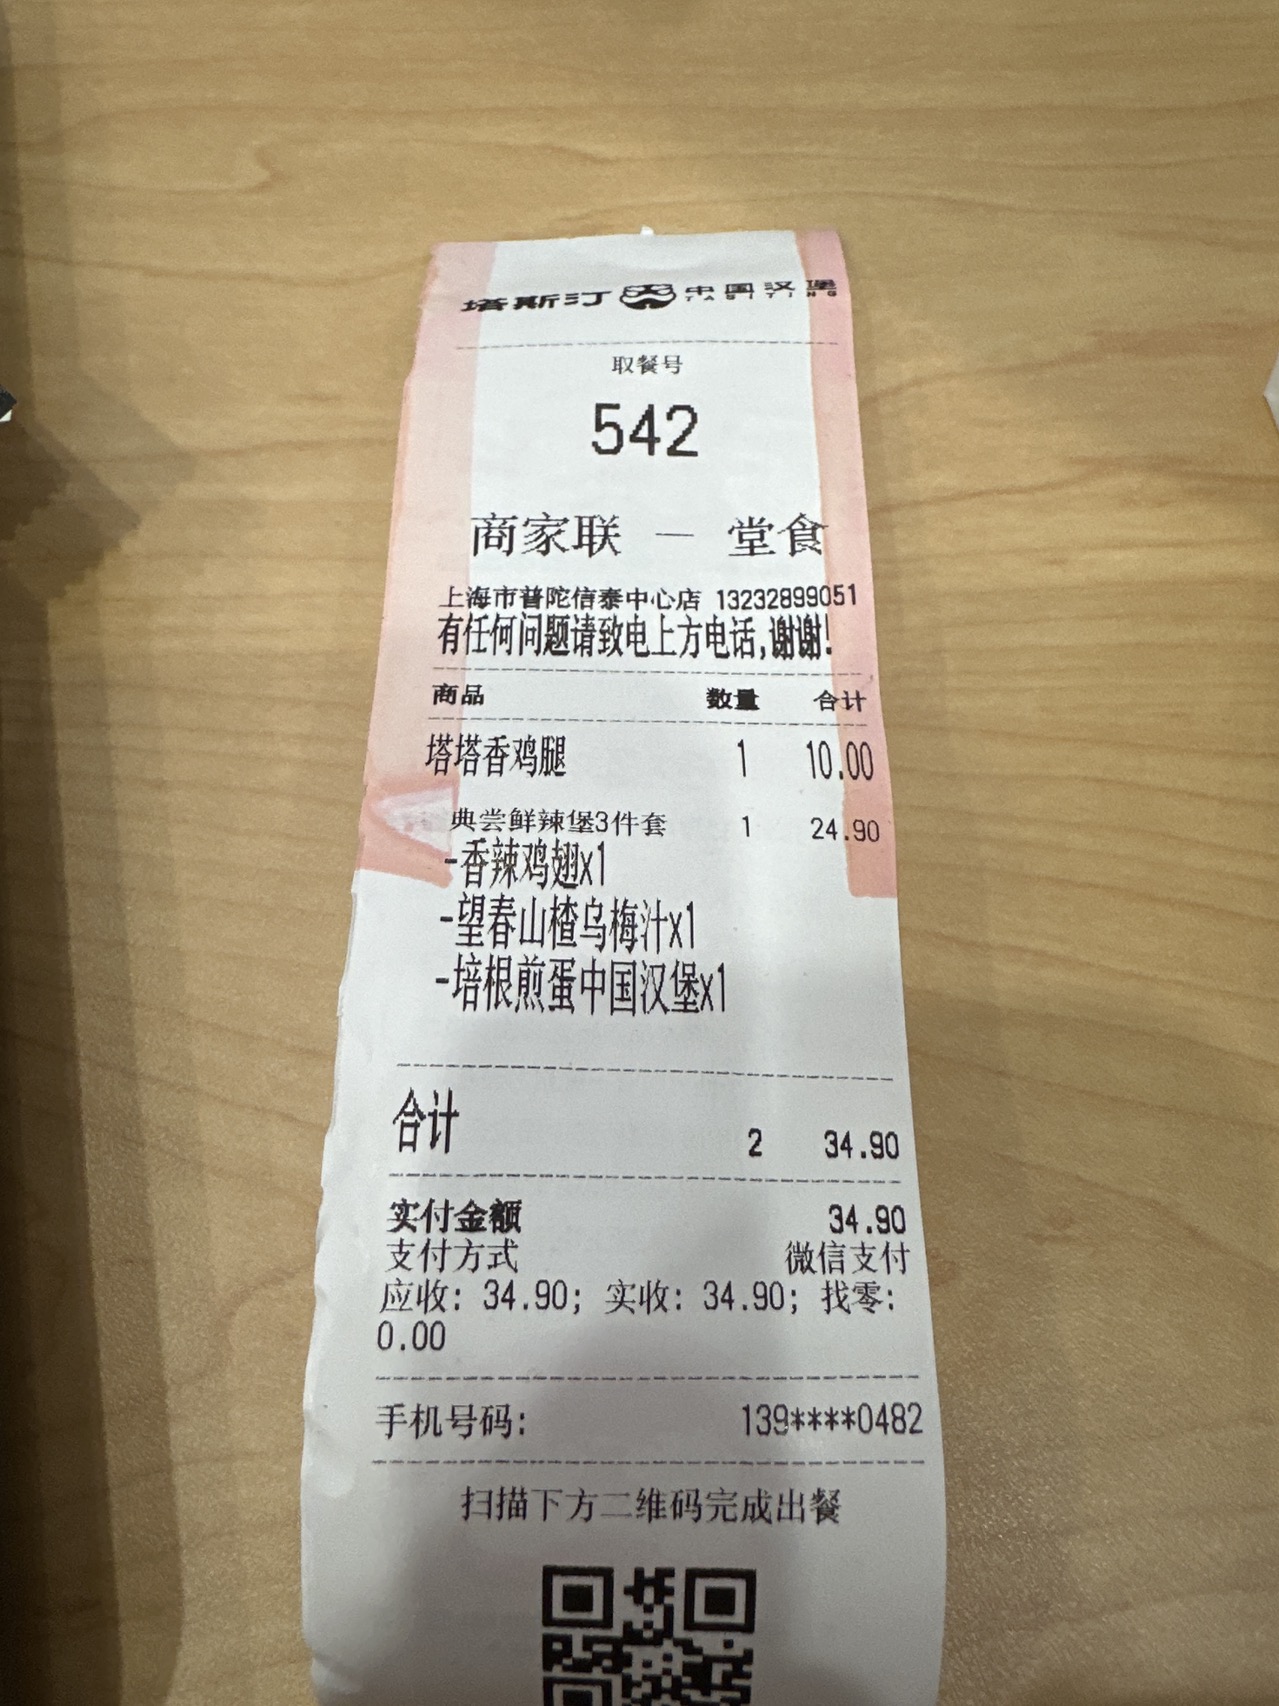 塔斯汀 中国汉堡
TASITING
取餐号
542
商家联 — 堂食
上海市普陀信泰中心店 13232899051
有任何问题请致电上方电话,谢谢!
商品 数量 合计
塔塔香鸡腿 1 10.00
典尝鲜辣堡3件套 1 24.90
-香辣鸡翅x1
-望春山楂乌梅汁x1
-培根煎蛋中国汉堡x1
合计 2 34.90
实付金额 34.90
支付方式 微信支付
应收: 34.90; 实收: 34.90; 找零:
0.00
手机号码: 139****0482
扫描下方二维码完成出餐